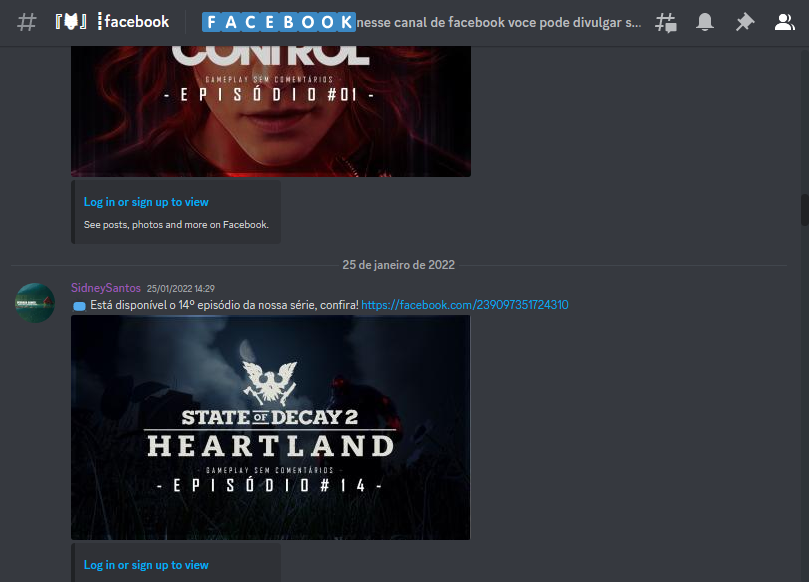 facebook
FACEBOOK nesse canal de facebook voce pode divulgar s...
CONTROL
GAMEPLAY SEM COMENTÁRIOS
- EPISÓDIO #01 -
Log in or sign up to view
See posts, photos and more on Facebook.
25 de janeiro de 2022
SidneySantos 25/01/2022 14:29
Está disponível o 14º episódio da nossa série, confira! https://facebook.com/239097351724310
STATE OF DECAY 2
HEARTLAND
- GAMEPLAY SEM COMENTÁRIOS -
- EPISÓDIO #14 -
Log in or sign up to view